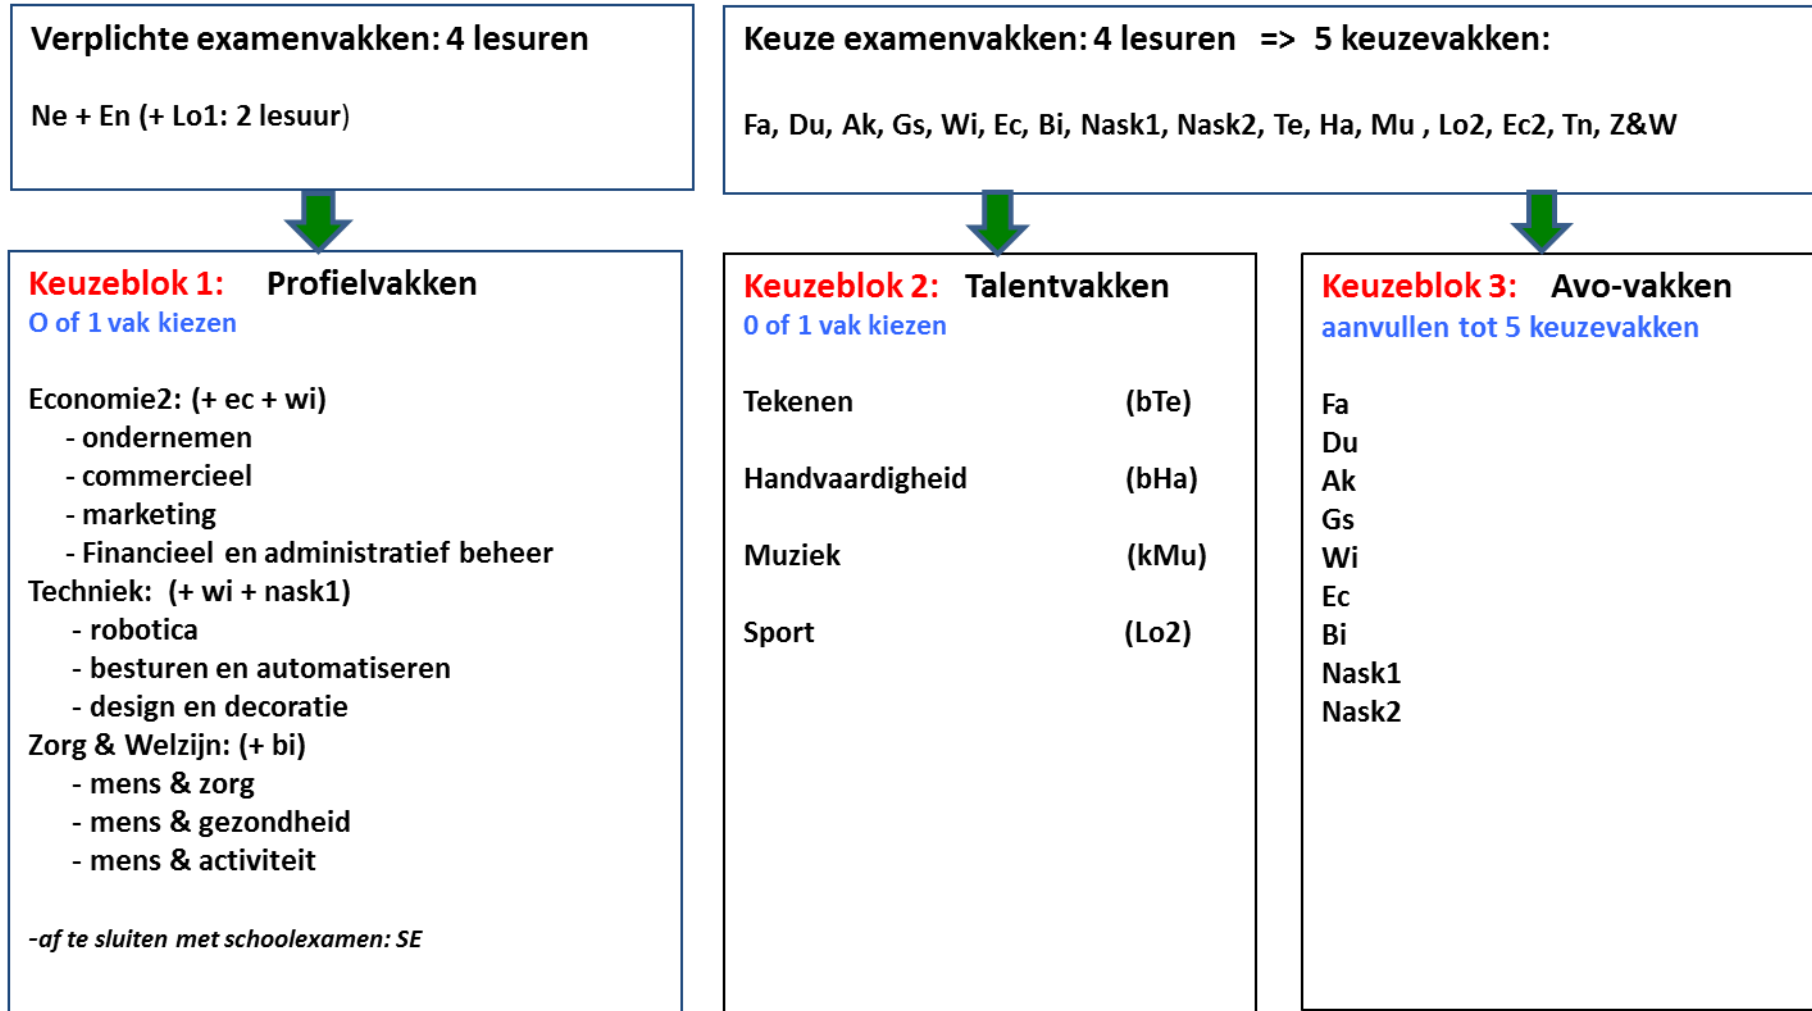 Verplichte examenvakken: 4 lesuren
Ne + En (+ Lo1: 2 lesuur)
Keuze examenvakken: 4 lesuren => 5 keuzevakken:
Fa, Du, Ak, Gs, Wi, Ec, Bi, Nask1, Nask2, Te, Ha, Mu , Lo2, Ec2, Tn, Z&W
Keuzeblok 1: Profielvakken
O of 1 vak kiezen
Economie2: (+ ec + wi)
- ondernemen
- commercieel
- marketing
- Financieel en administratief beheer
Techniek: (+ wi + nask1)
- robotica
- besturen en automatiseren
- design en decoratie
Zorg & Welzijn: (+ bi)
- mens & zorg
- mens & gezondheid
- mens & activiteit
-af te sluiten met schoolexamen: SE
Keuzeblok 2: Talentvakken
0 of 1 vak kiezen
Tekenen (bTe)
Handvaardigheid (bHa)
Muziek (kMu)
Sport (Lo2)
Keuzeblok 3: Avo-vakken
aanvullen tot 5 keuzevakken
Fa
Du
Ak
Gs
Wi
Ec
Bi
Nask1
Nask2